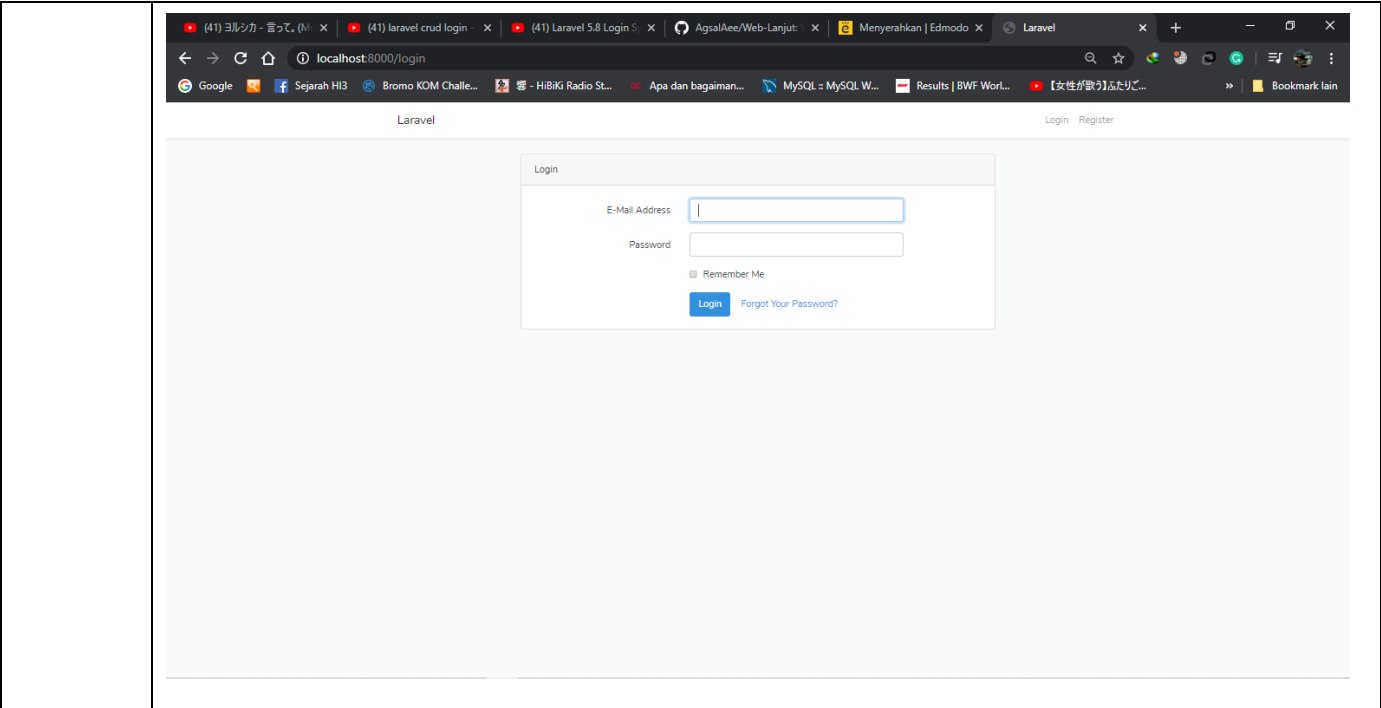 (41) ヨルシカ - 言って。(M
(41) laravel crud login -
(41) Laravel 5.8 Login S
AgsalAee/Web-Lanjut:
Menyerahkan | Edmodo
Laravel
localhost:8000/login
Google
Sejarah HI3
Bromo KOM Challe...
響 - HiBiKi Radio St...
Apa dan bagaiman...
MySQL :: MySQL W...
Results | BWF Worl...
【女性が歌う】ふたりご...
»
Bookmark lain
Laravel
Login Register
Login
E-Mail Address
Password
Remember Me
Login Forgot Your Password?